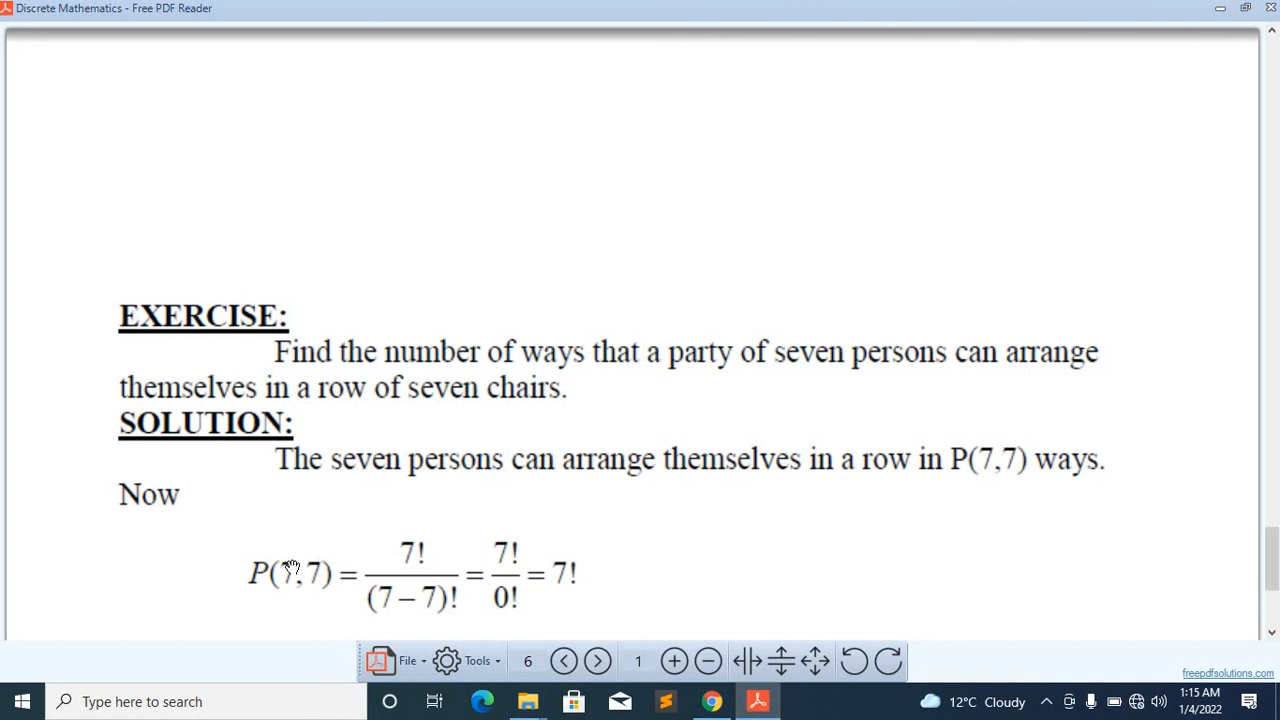 Discrete Mathematics - Free PDF Reader
EXERCISE:
Find the number of ways that a party of seven persons can arrange
themselves in a row of seven chairs.
SOLUTION:
The seven persons can arrange themselves in a row in P(7,7) ways.
Now
P(7,7) = 7!/(7 – 7)! = 7!/0! = 7!
File Tools 6 1
freepdfsolutions.com
Type here to search
12°C Cloudy
1:15 AM
1/4/2022